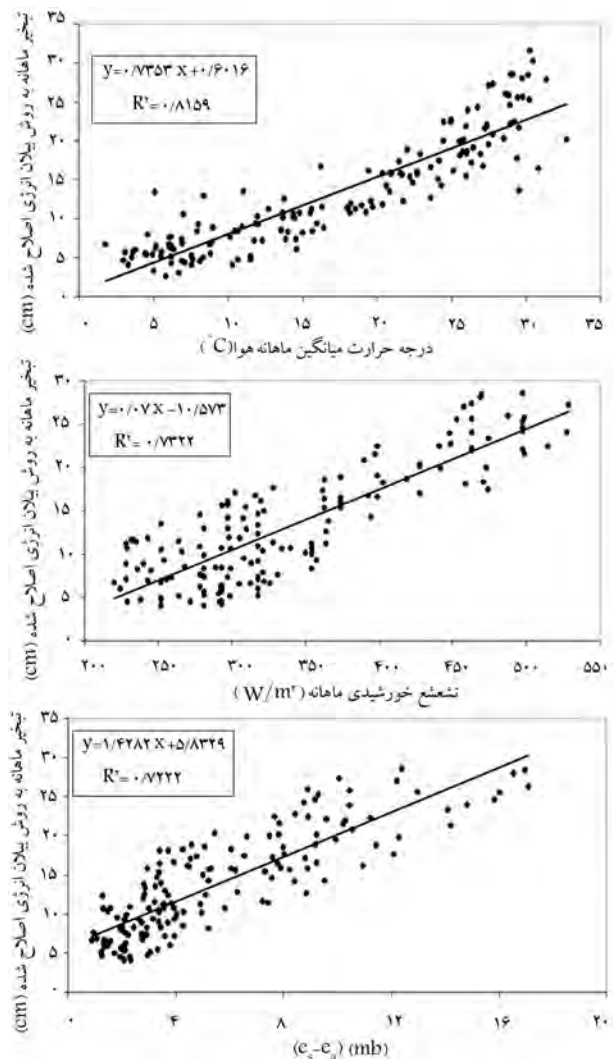 تبخیر ماهانه به روش بیلان انرژی اصلاح شده (cm)
۳۵
۳۰
۲۵
۲۰
۱۵
۱۰
۵
۰
y=۰/۷۳۵۳ x+۰/۶۰۱۶
R²=۰/۸۱۵۹
۰ ۵ ۱۰ ۱۵ ۲۰ ۲۵ ۳۰ ۳۵
درجه حرارت میانگین ماهانه هوا (°C)
تبخیر ماهانه به روش بیلان انرژی اصلاح شده (cm)
۳۰
۲۵
۲۰
۱۵
۱۰
۵
۰
y=۰/۰۷ x-۱۰/۵۷۳
R²= ۰/۷۳۲۲
۲۰۰ ۲۵۰ ۳۰۰ ۳۵۰ ۴۰۰ ۴۵۰ ۵۰۰ ۵۵۰
تشعشع خورشیدی ماهانه (W/m²)
تبخیر ماهانه به روش بیلان انرژی اصلاح شده (cm)
۳۵
۳۰
۲۵
۲۰
۱۵
۱۰
۵
۰
y=۱/۴۲۸۲ x+۵/۸۳۲۹
R²= ۰/۷۲۲۲
۰ ۴ ۸ ۱۲ ۱۶ ۲۰
(eₛ-eₐ) (mb)